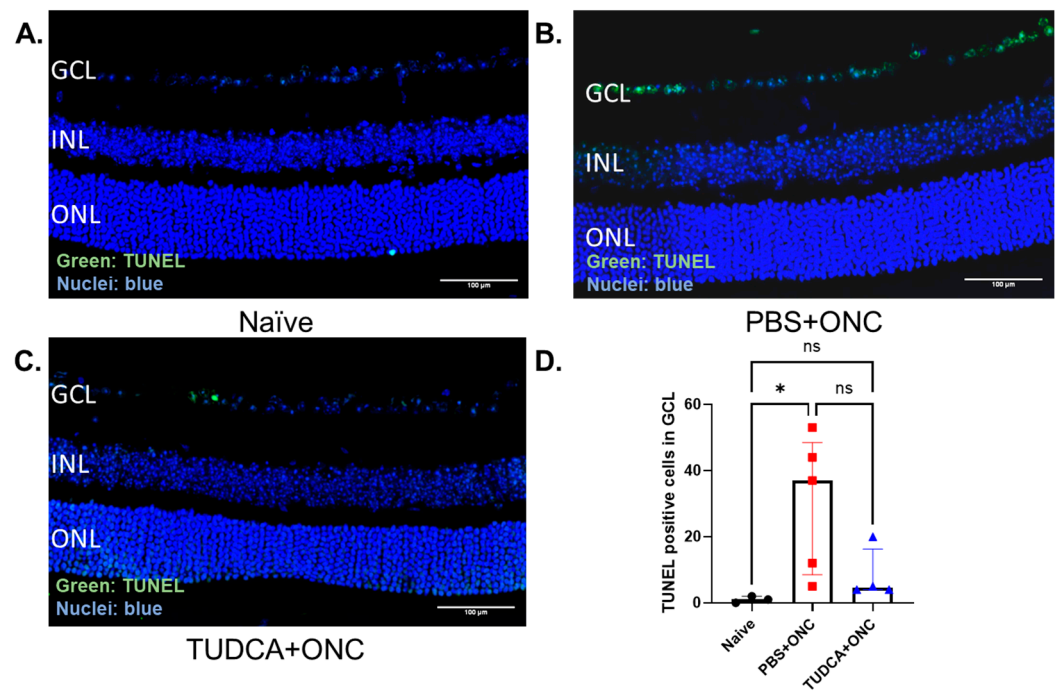 A.
GCL
INL
ONL
Green: TUNEL
Nuclei: blue
100 µm
Naïve
B.
GCL
INL
ONL
Green: TUNEL
Nuclei: blue
100 µm
PBS+ONC
C.
GCL
INL
ONL
Green: TUNEL
Nuclei: blue
100 µm
TUDCA+ONC
D.
ns
* ns
60
40
20
0
TUNEL positive cells in GCL
Naive
PBS+ONC
TUDCA+ONC